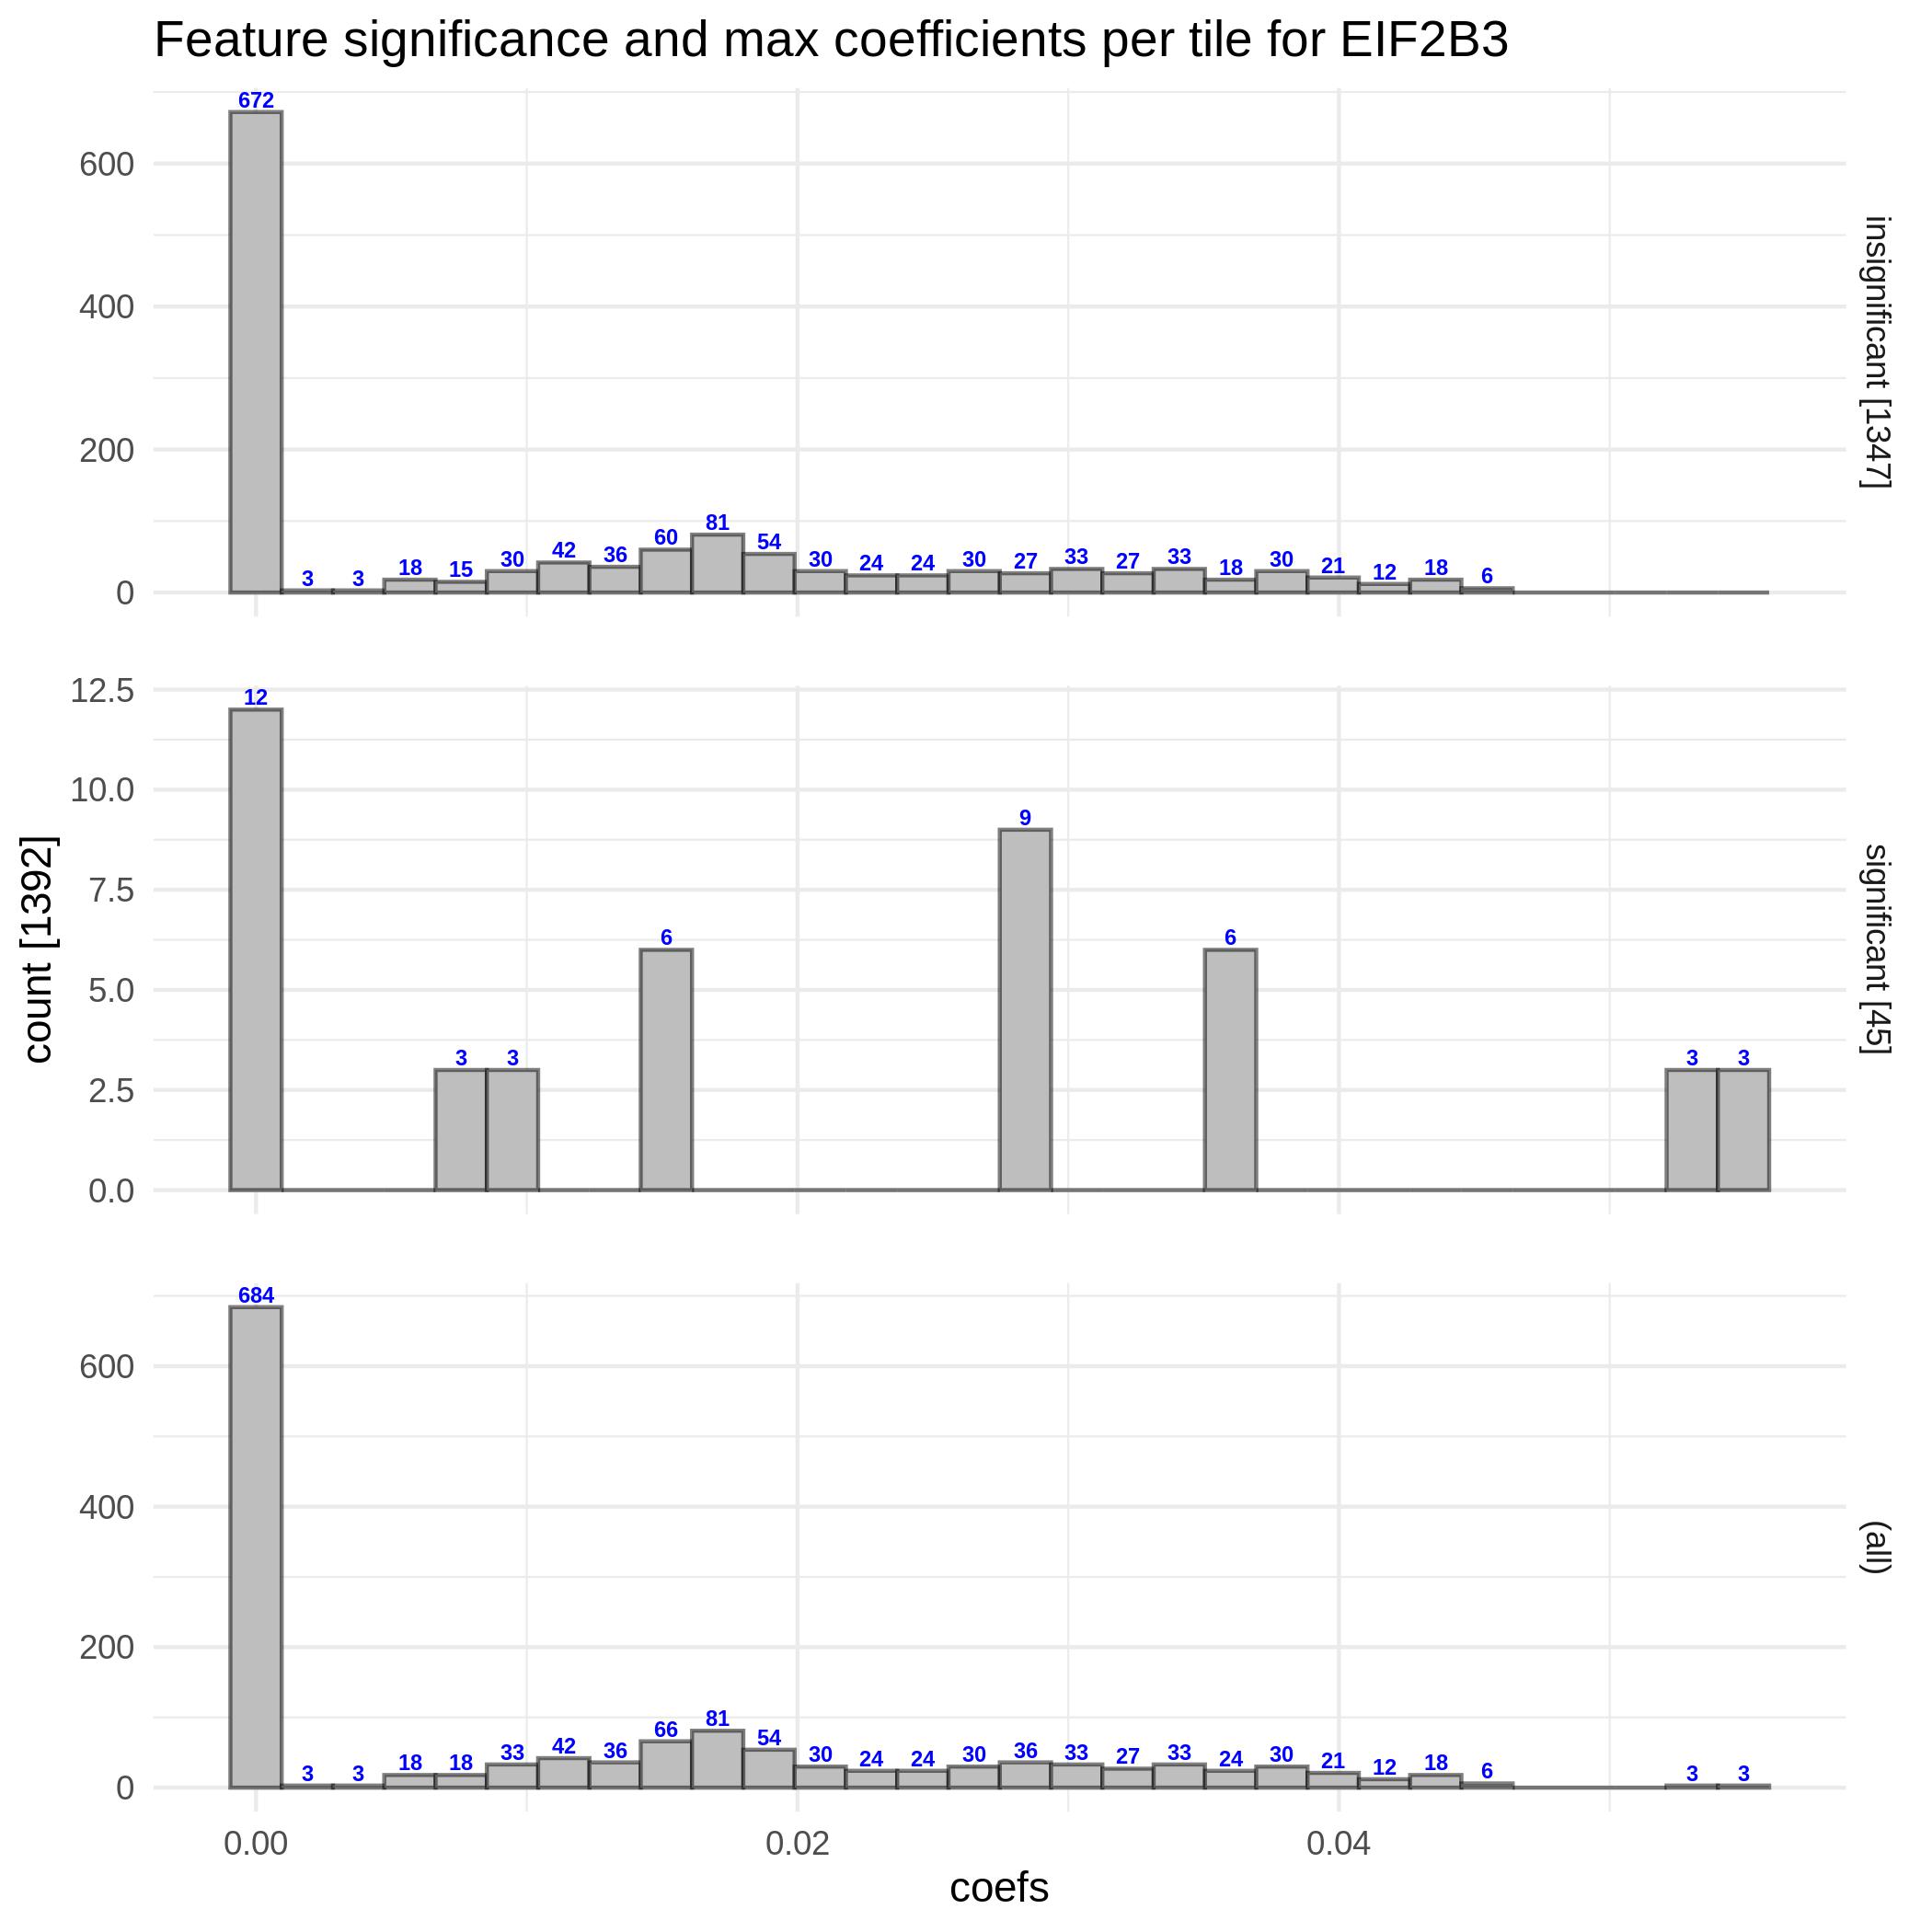 Feature significance and max coefficients per tile for EIF2B3
672
600
400
200
0
3 3 18 15 30 42 36 60 81 54 30 24 24 30 27 33 27 33 18 30 21 12 18 6
insignificant [1347]
count [1392]
12.5
10.0
7.5
5.0
2.5
0.0
12 3 3 6 9 6 3 3
significant [45]
684
600
400
200
0
3 3 18 18 33 42 36 66 81 54 30 24 24 30 36 33 27 33 24 30 21 12 18 6 3 3
(all)
0.00 0.02 0.04
coefs